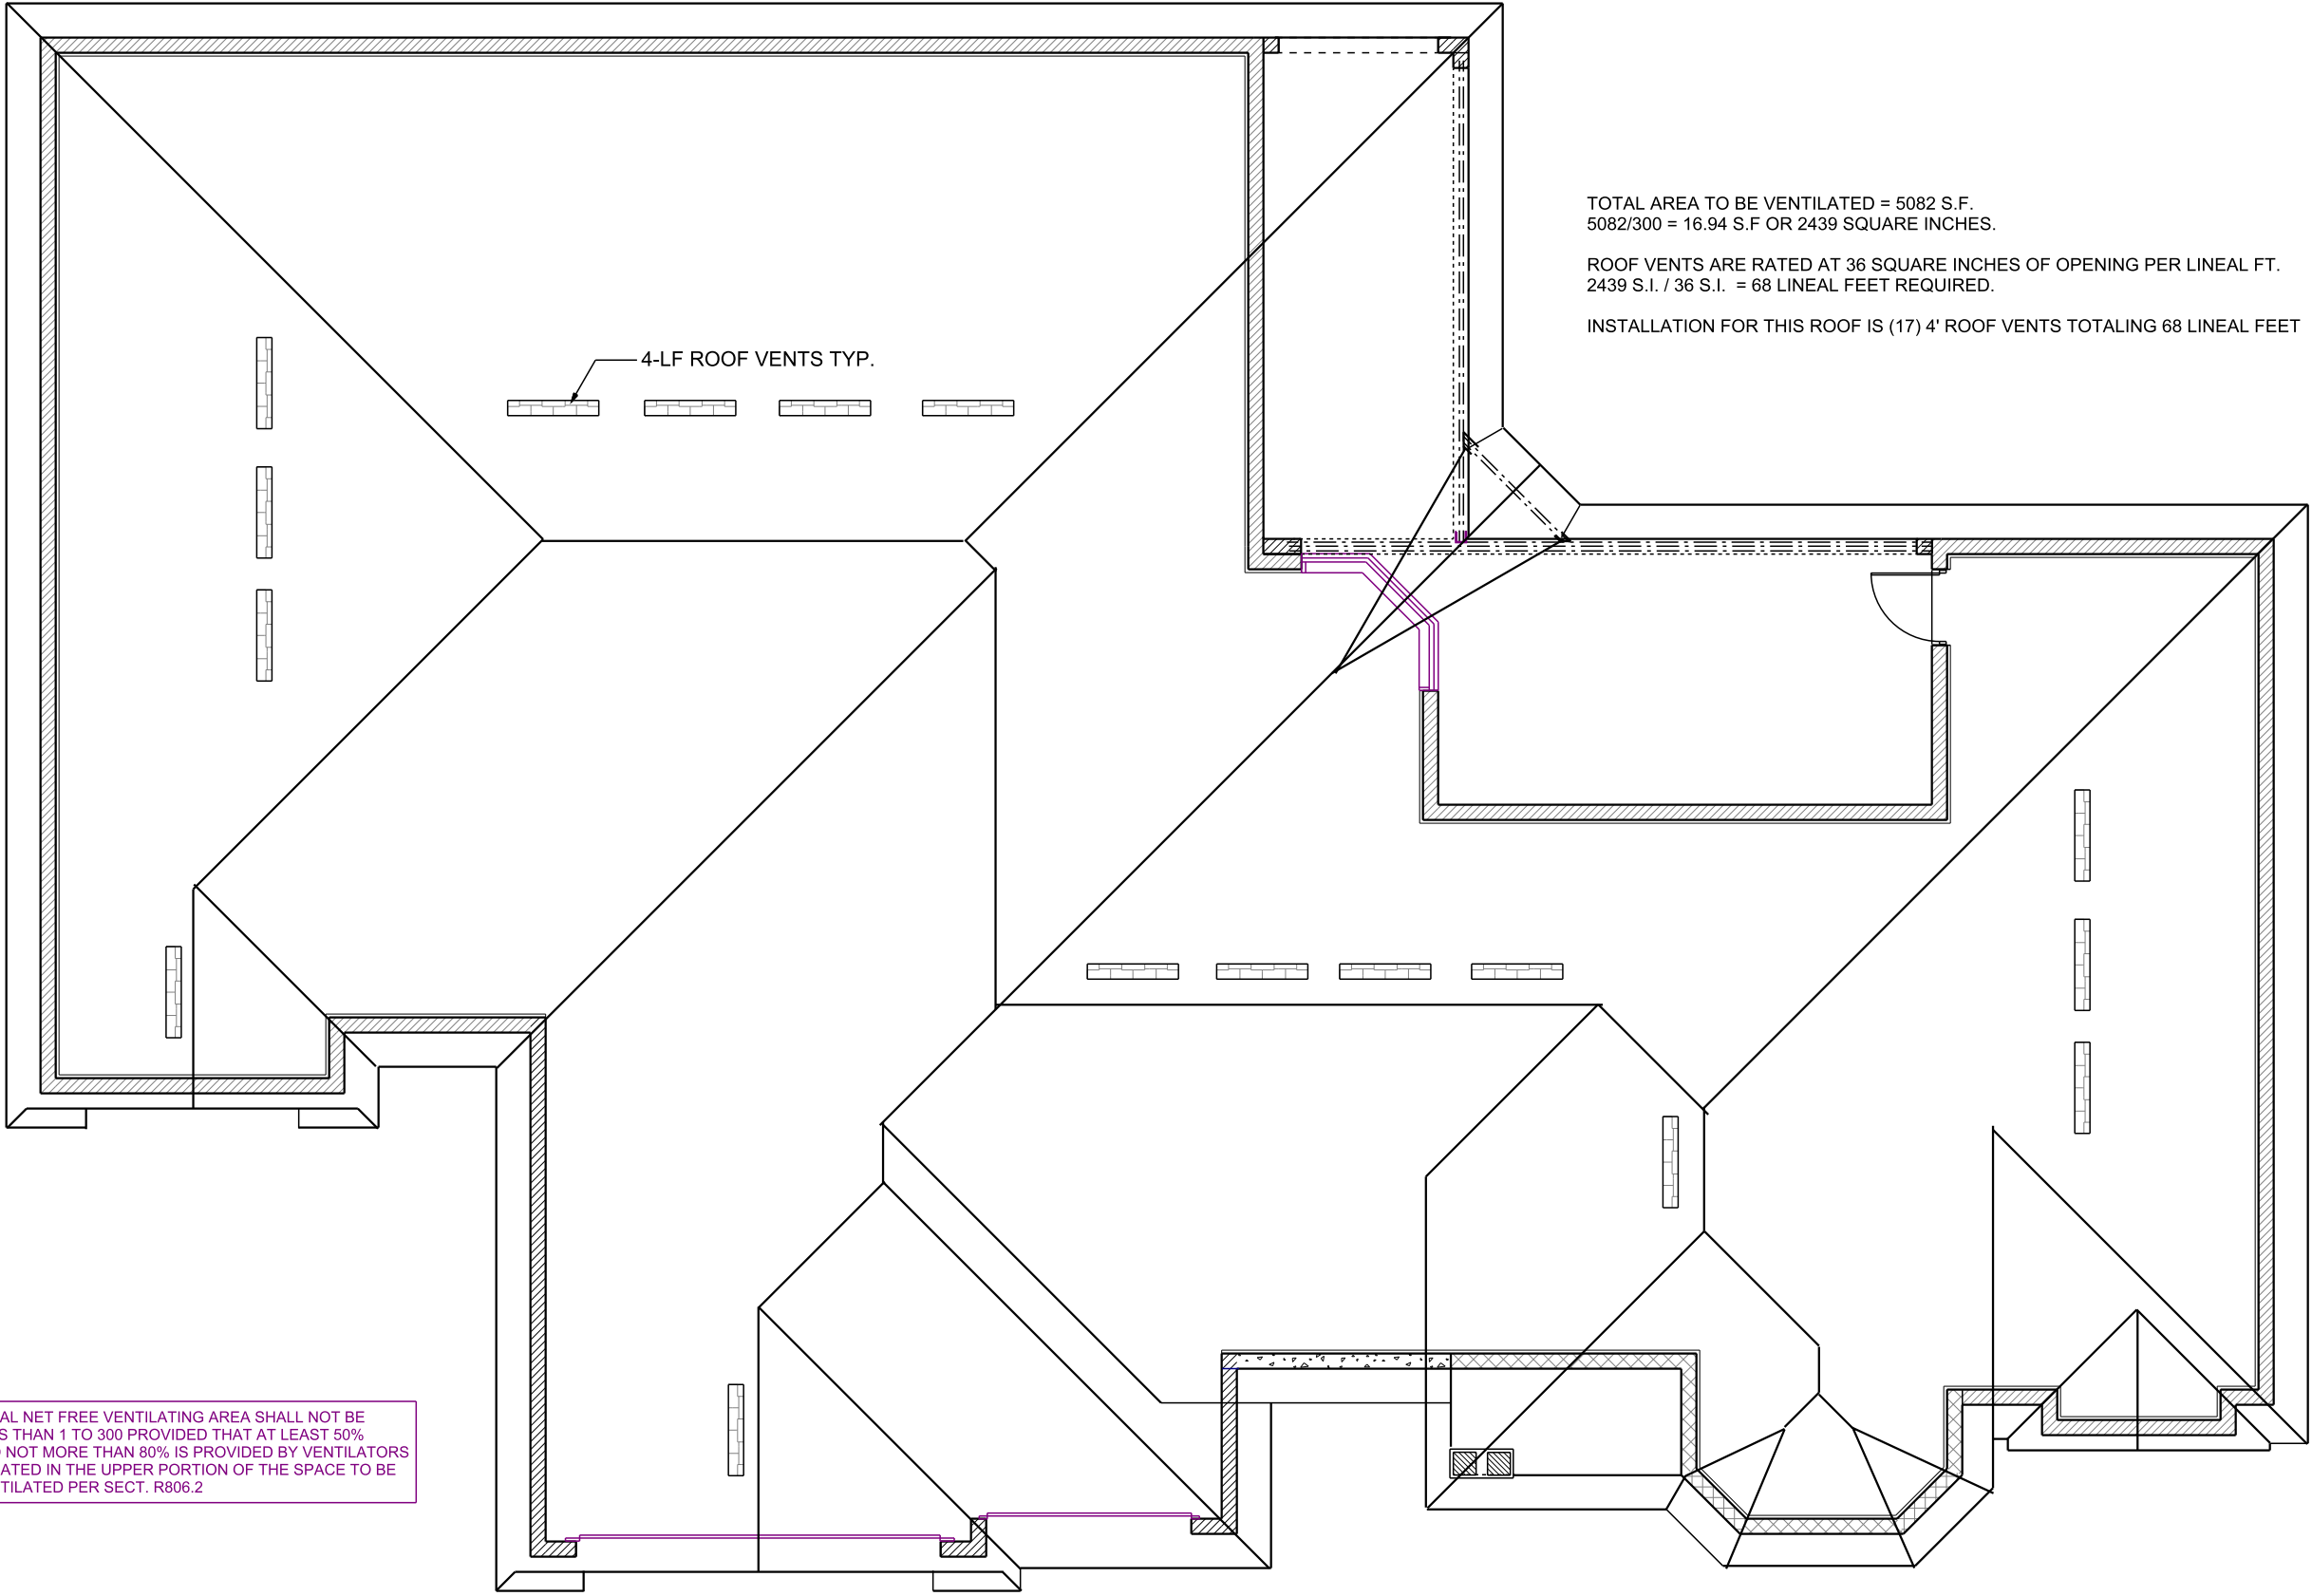 TOTAL AREA TO BE VENTILATED = 5082 S.F.
5082/300 = 16.94 S.F OR 2439 SQUARE INCHES.
ROOF VENTS ARE RATED AT 36 SQUARE INCHES OF OPENING PER LINEAL FT.
2439 S.I. / 36 S.I. = 68 LINEAL FEET REQUIRED.
INSTALLATION FOR THIS ROOF IS (17) 4' ROOF VENTS TOTALING 68 LINEAL FEET
4-LF ROOF VENTS TYP.
AL NET FREE VENTILATING AREA SHALL NOT BE
S THAN 1 TO 300 PROVIDED THAT AT LEAST 50%
NOT MORE THAN 80% IS PROVIDED BY VENTILATORS
ATED IN THE UPPER PORTION OF THE SPACE TO BE
TILATED PER SECT. R806.2